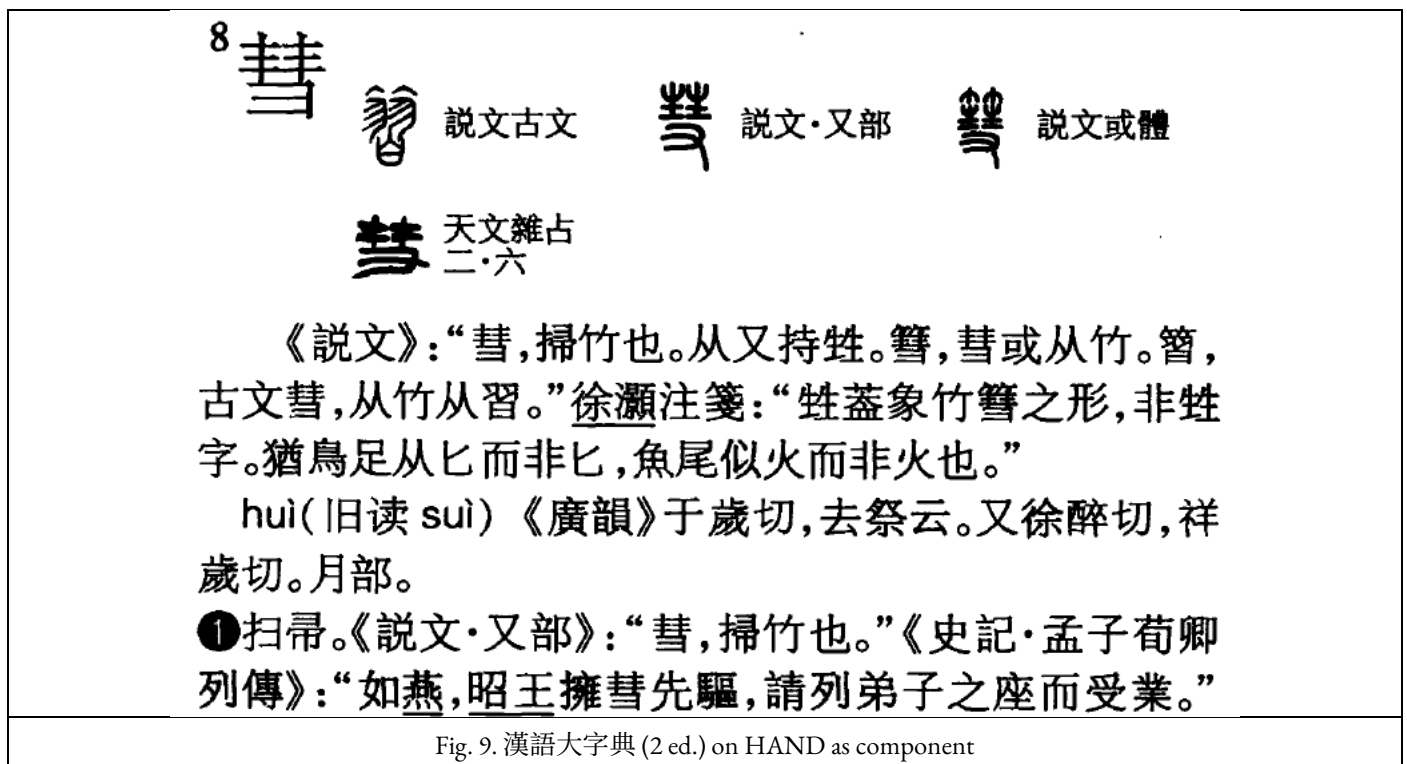 8 彗
説文古文 説文·又部 説文或體
天文雜占
二·六
《説文》:“彗,掃竹也。从又持甡。篲,彗或从竹。𥱵,
古文彗,从竹从習。”徐灝注箋:“甡葢象竹篲之形,非甡
字。猶鳥足从匕而非匕,魚尾似火而非火也。”
huì(旧读 suì) 《廣韻》于歲切,去祭云。又徐醉切,祥
歲切。月部。
❶扫帚。《説文·又部》:“彗,掃竹也。”《史記·孟子荀卿
列傳》:“如燕,昭王擁彗先驅,請列弟子之座而受業。”
Fig. 9. 漢語大字典 (2 ed.) on HAND as component